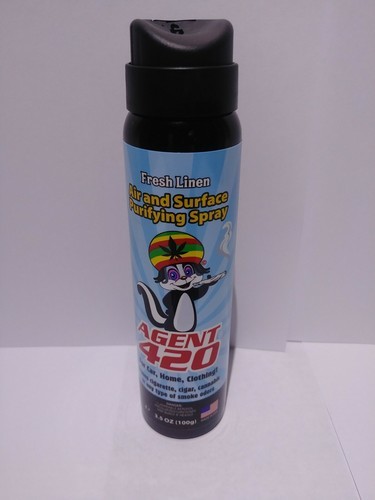 Fresh Linen
Air and Surface
Purifying Spray
AGENT
420
Car, Home, Clothing!
cigarette, cigar, cannabis
any type of smoke odors
3.5 OZ (100g)